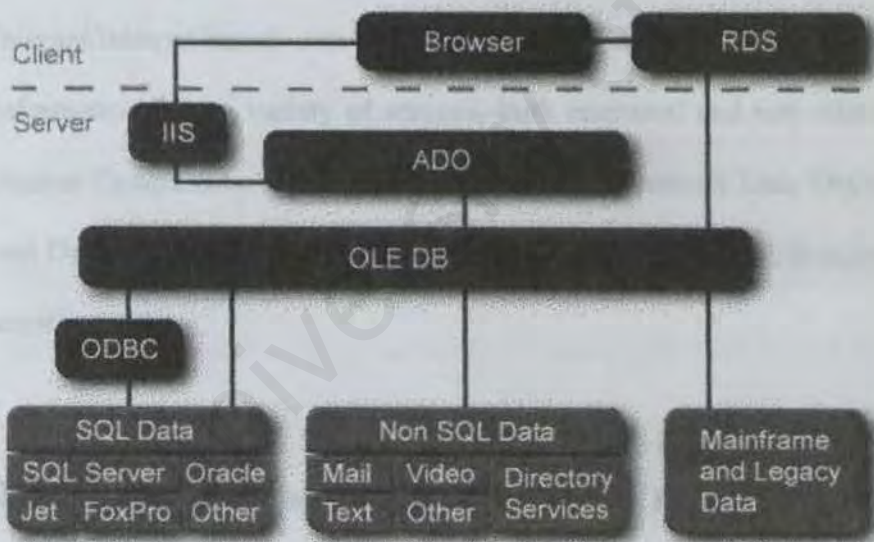 Browser
RDS
Client
Server
IIS
ADO
OLE DB
ODBC
SQL Data
SQL Server
Oracle
Jet
FoxPro
Other
Non SQL Data
Mail
Video
Directory
Services
Text
Other
Mainframe
and Legacy
Data